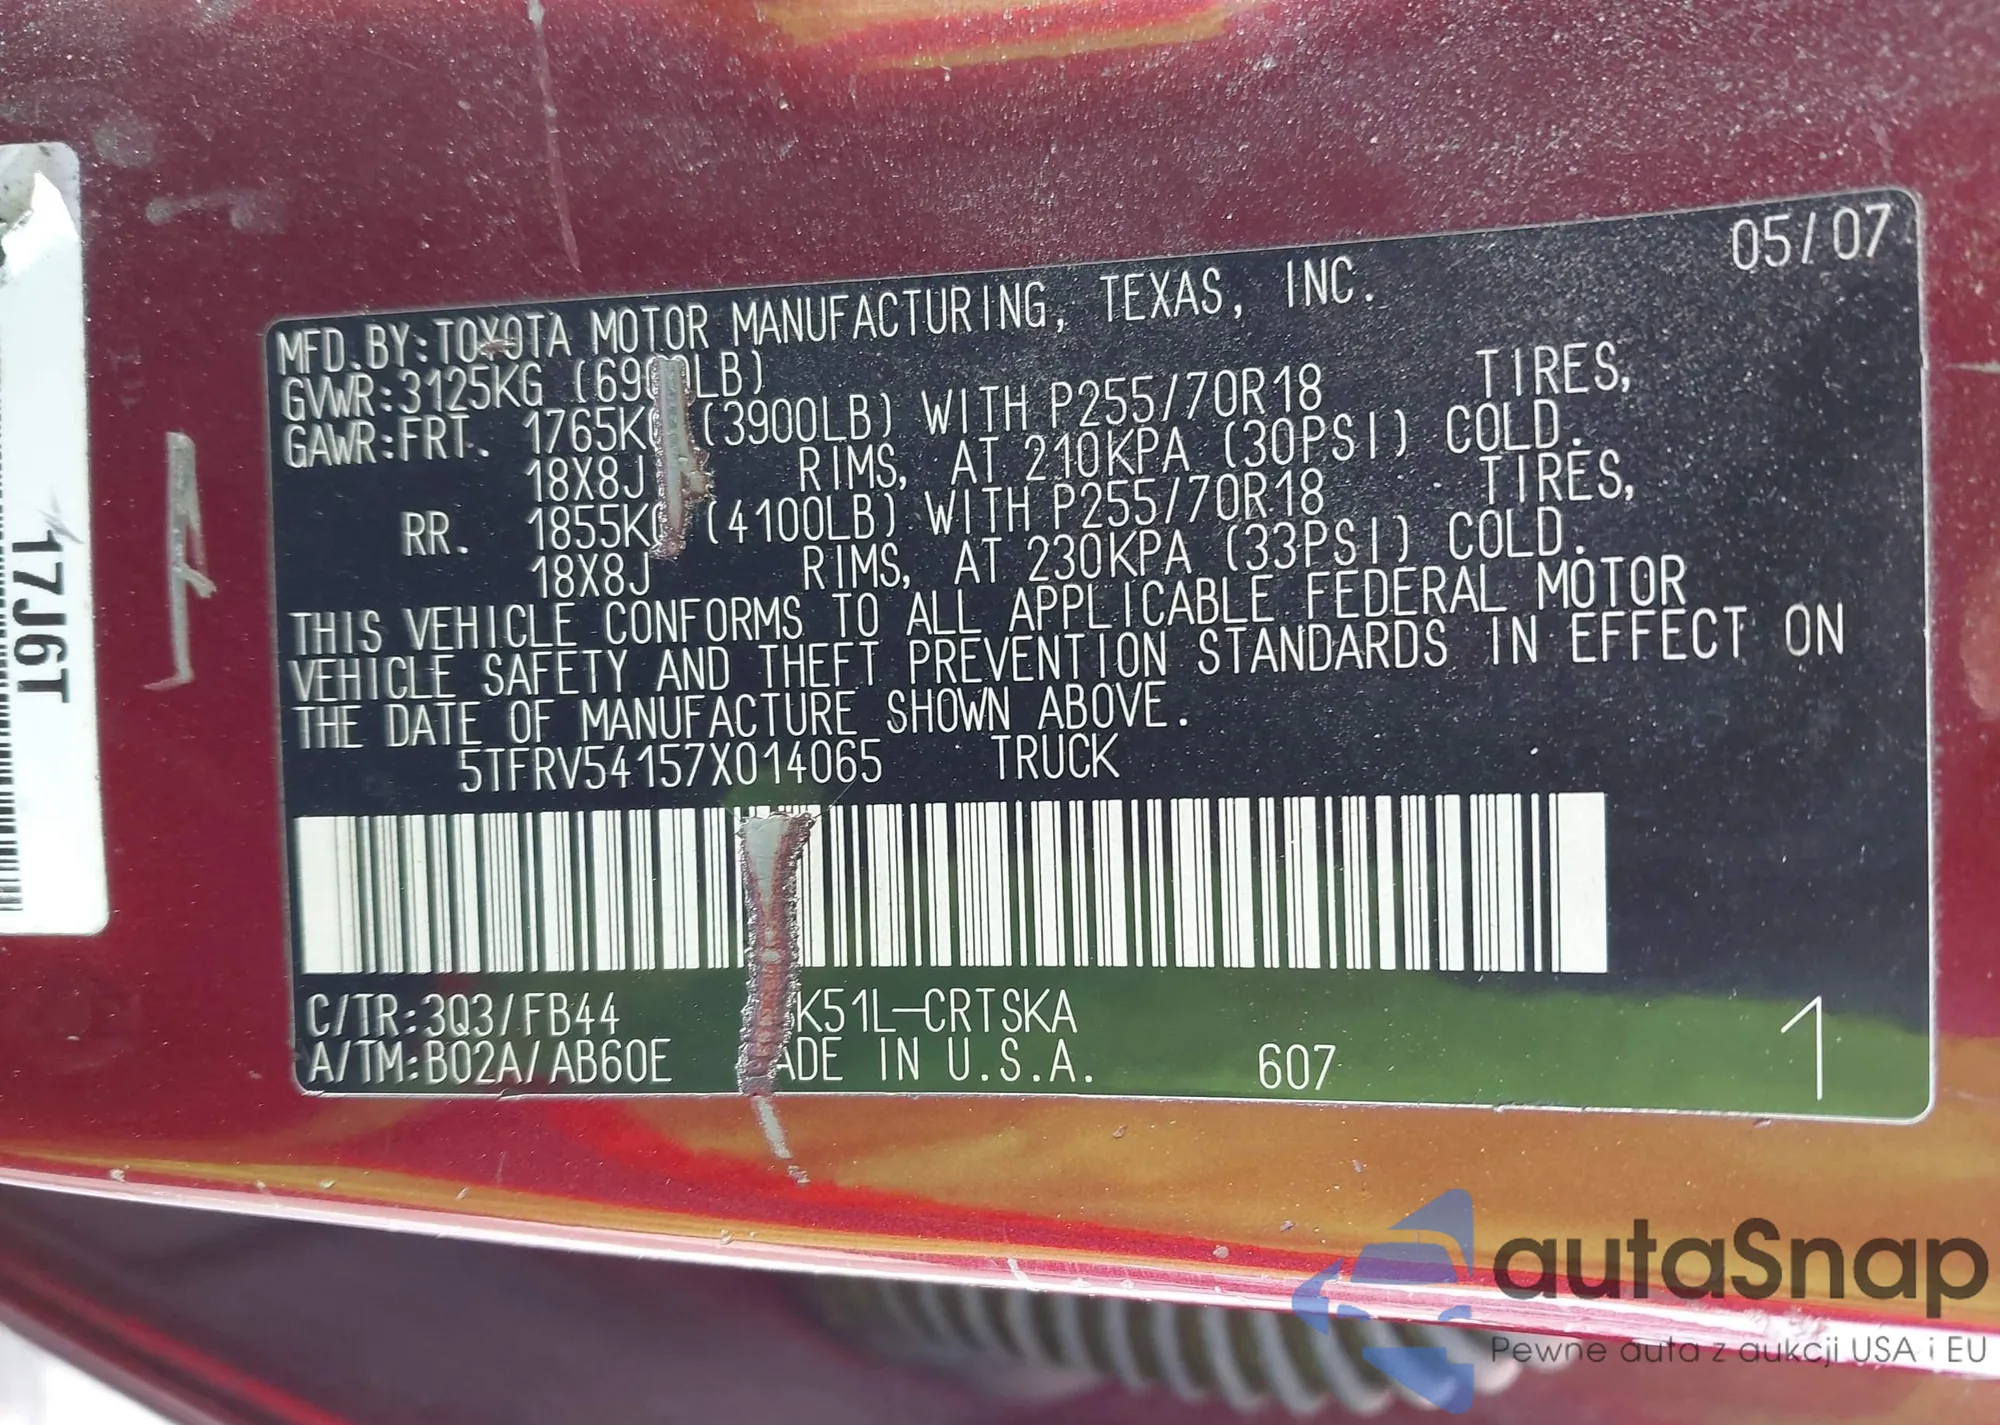 05/07
MFD. BY: TOYOTA MOTOR MANUFACTURING, TEXAS, INC.
GVWR: 3125KG (6900LB)
GAWR: FRT. 1765KG (3900LB) WITH P255/70R18 TIRES,
18X8J RIMS, AT 210KPA (30PSI) COLD.
RR. 1855KG (4100LB) WITH P255/70R18 TIRES,
18X8J RIMS, AT 230KPA (33PSI) COLD.
THIS VEHICLE CONFORMS TO ALL APPLICABLE FEDERAL MOTOR
VEHICLE SAFETY AND THEFT PREVENTION STANDARDS IN EFFECT ON
THE DATE OF MANUFACTURE SHOWN ABOVE.
5TFRV54157X014065 TRUCK
C/TR: 3Q3/FB44 K51L-CRTSKA
A/TM: B02A/AB60E MADE IN U.S.A. 607 1
17J6T
autaSnap
Pewne auta z aukcji USA i EU